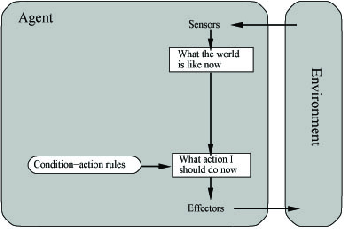 Agent
Sensors
What the world
is like now
Environment
Condition−action rules
What action I
should do now
Effectors